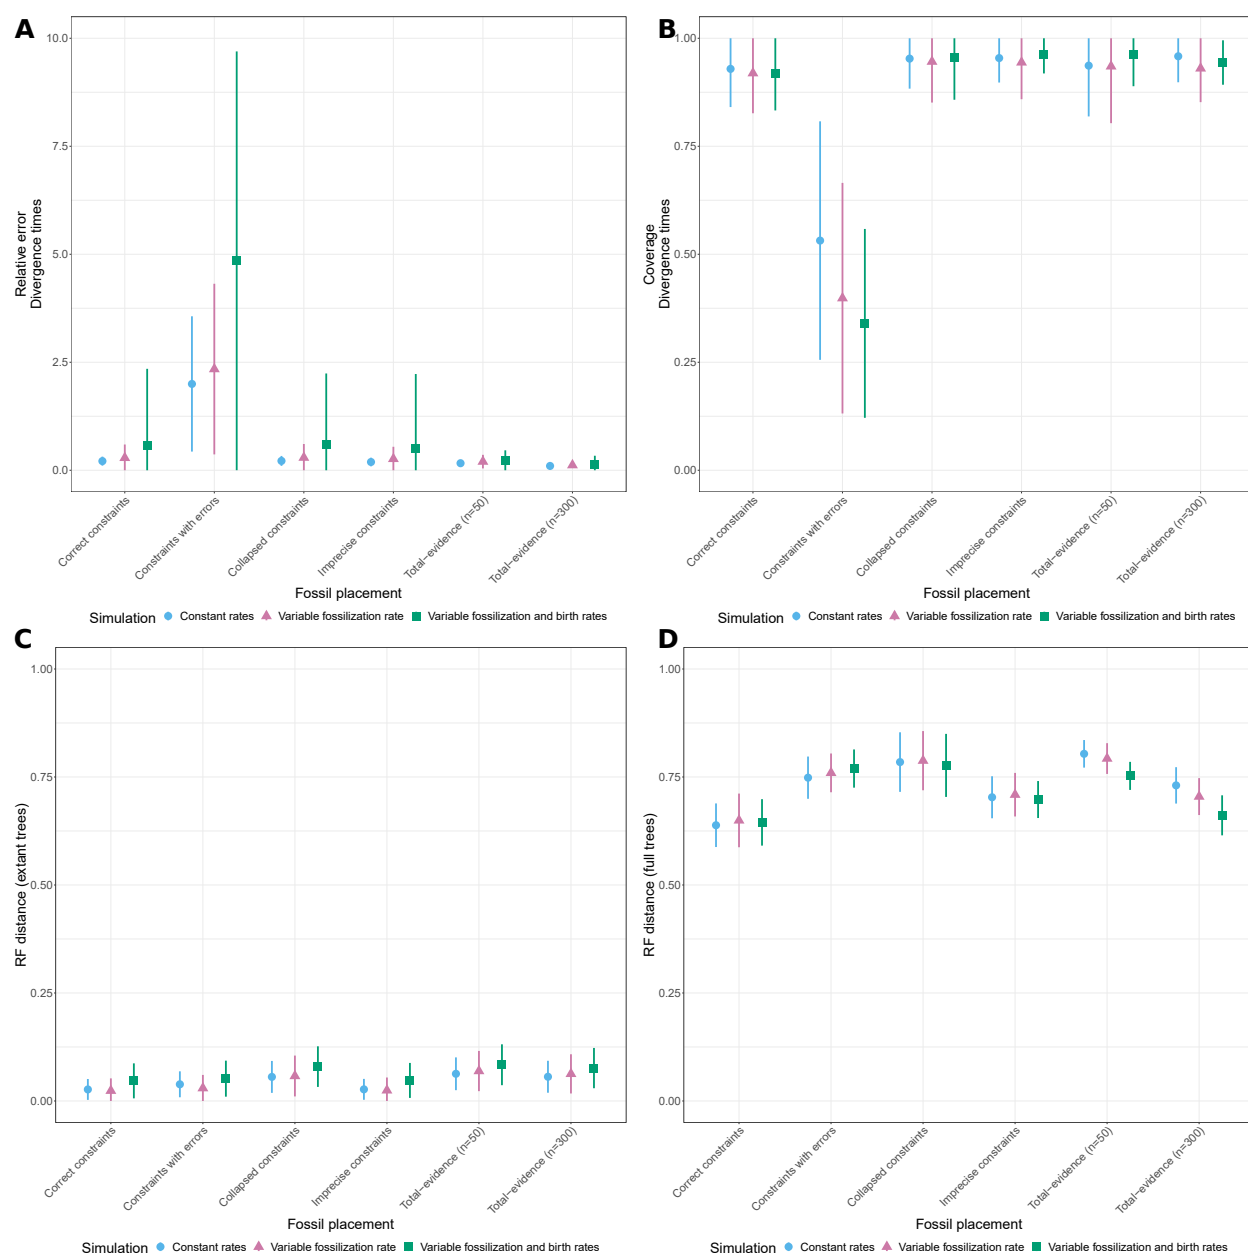 A
10.0
7.5
5.0
2.5
0.0
Relative error
Divergence times
Correct constraints
Constraints with errors
Collapsed constraints
Imprecise constraints
Total−evidence (n=50)
Total−evidence (n=300)
Fossil placement
Simulation Constant rates Variable fossilization rate Variable fossilization and birth rates
B
1.00
0.75
0.50
0.25
0.00
Coverage
Divergence times
Correct constraints
Constraints with errors
Collapsed constraints
Imprecise constraints
Total−evidence (n=50)
Total−evidence (n=300)
Fossil placement
Simulation Constant rates Variable fossilization rate Variable fossilization and birth rates
C
1.00
0.75
0.50
0.25
0.00
RF distance (extant trees)
Correct constraints
Constraints with errors
Collapsed constraints
Imprecise constraints
Total−evidence (n=50)
Total−evidence (n=300)
Fossil placement
Simulation Constant rates Variable fossilization rate Variable fossilization and birth rates
D
1.00
0.75
0.50
0.25
0.00
RF distance (full trees)
Correct constraints
Constraints with errors
Collapsed constraints
Imprecise constraints
Total−evidence (n=50)
Total−evidence (n=300)
Fossil placement
Simulation Constant rates Variable fossilization rate Variable fossilization and birth rates